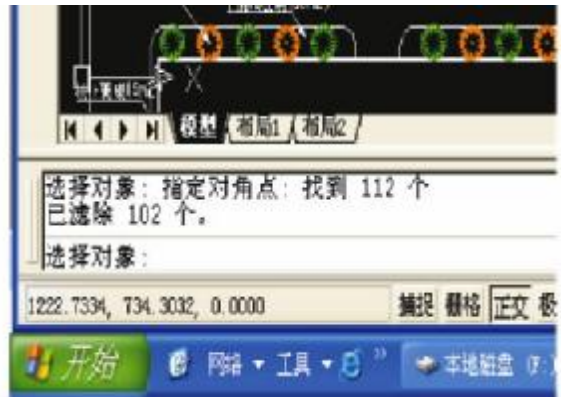 模型 布局1 布局2
选择对象: 指定对角点: 找到 112 个
已滤除 102 个。
选择对象:
1222.7334, 734.3032, 0.0000 捕捉 栅格 正交 极
开始 网络 工具 本地磁盘 (F:)